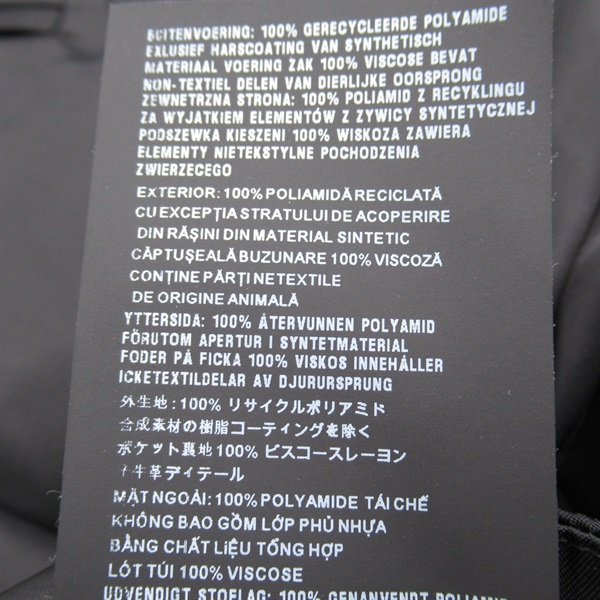 BUITENVOERING: 100% GERECYCLEERDE POLYAMIDE
EXLUSIEF HARSCOATING VAN SYNTHETISCH
MATERIAAL VOERING ZAK 100% VISCOSE BEVAT
NON-TEXTIEL DELEN VAN DIERLIJKE OORSPRONG
ZEWNETRZNA STRONA: 100% POLIAMID Z RECYKLINGU
ZA WYJATKIEM ELEMENTÓW Z ZYWICY SYNTETYCZNEJ
PODSZEWKA KIESZENI 100% WISKOZA ZAWIERA
ELEMENTY NIETEKSTYLNE POCHODZENIA
ZWIERZECEGO
EXTERIOR: 100% POLIAMIDĂ RECICLATĂ
CU EXCEPȚIA STRATULUI DE ACOPERIRE
DIN RĂȘINI DIN MATERIAL SINTETIC
CĂPTUȘEALĂ BUZUNARE 100% VISCOZĂ
CONȚINE PĂRȚI NETEXTILE
DE ORIGINE ANIMALĂ
YTTERSIDA: 100% ÅTERVUNNEN POLYAMID
FÖRUTOM APERTUR I SYNTETMATERIAL
FODER PÅ FICKA 100% VISKOS INNEHÅLLER
ICKETEXTILDELAR AV DJURURSPRUNG
外生地:100% リサイクルポリアミド
合成素材の樹脂コーティングを除く
ポケット裏地100% ビスコースレーヨン
子牛革ディテール
MẶT NGOÀI: 100% POLYAMIDE TÁI CHẾ
KHÔNG BAO GỒM LỚP PHỦ NHỰA
BẰNG CHẤT LIỆU TỔNG HỢP
LÓT TÚI 100% VISCOSE
UDVENDIGT STOFLAG: 100% GENANVENDT POLYAMID